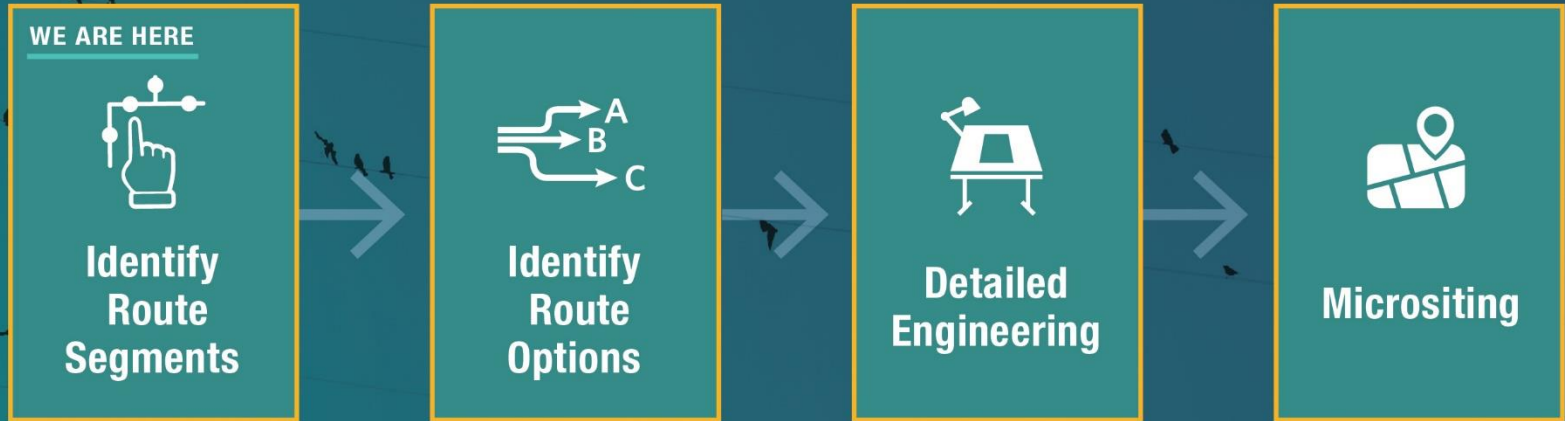 WE ARE HERE
Identify
Route
Segments
A
B
C
Identify
Route
Options
Detailed
Engineering
Micrositing